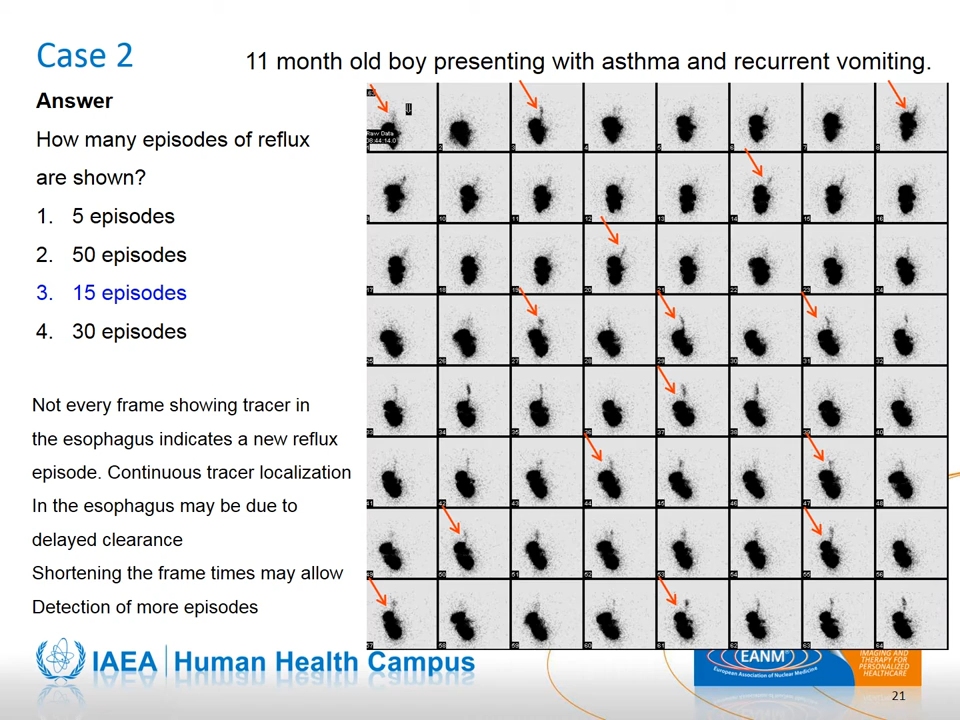 Case 2
11 month old boy presenting with asthma and recurrent vomiting.
Answer
How many episodes of reflux
are shown?
1. 5 episodes
2. 50 episodes
3. 15 episodes
4. 30 episodes
Not every frame showing tracer in
the esophagus indicates a new reflux
episode. Continuous tracer localization
In the esophagus may be due to
delayed clearance
Shortening the frame times may allow
Detection of more episodes
Raw Data
IAEA Human Health Campus
EANM
European Association of Nuclear Medicine
IMAGING AND
THERAPY FOR
PERSONALIZED
HEALTHCARE
21